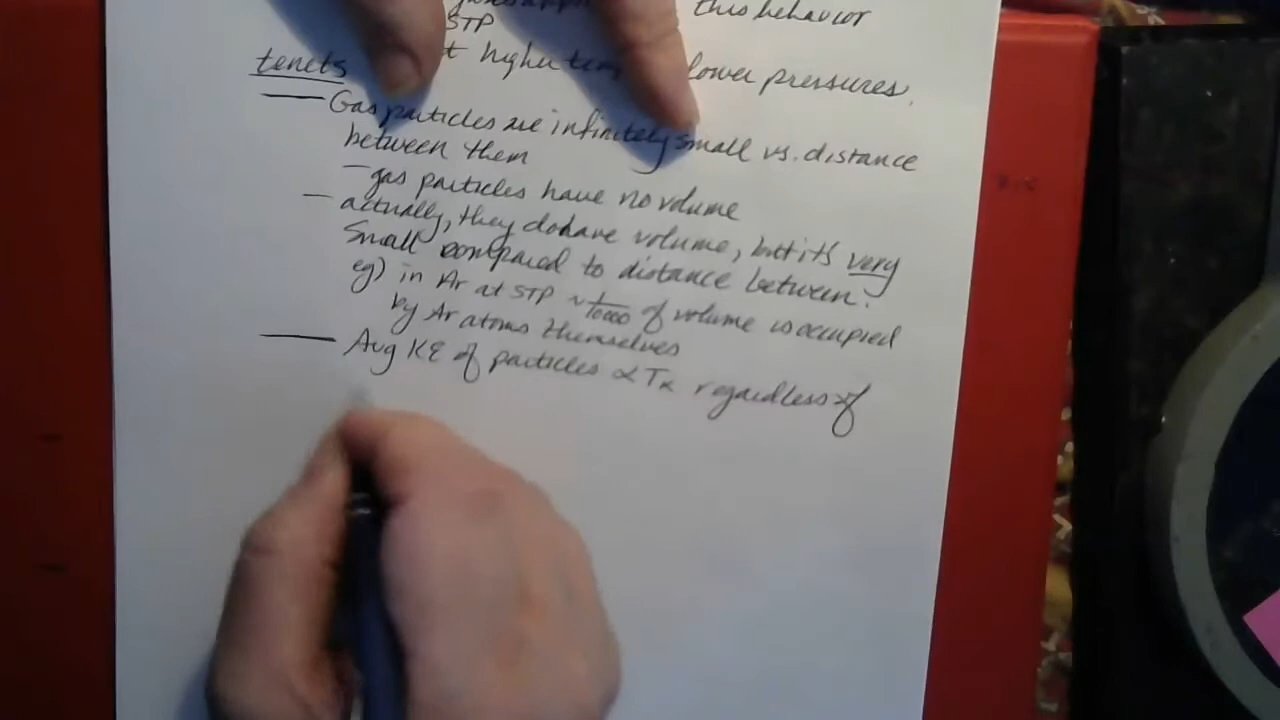 this behavior
STP
t higher tem lower pressures.
tenets
— Gas particles are infinitely small vs. distance
between them
– gas particles have no volume
– actually, they do have volume, but it's very
small compared to distance between.
eg) in Ar at STP ~ 1/1000 of volume is occupied
by Ar atoms themselves
— Avg KE of particles ∝ TK regardless of